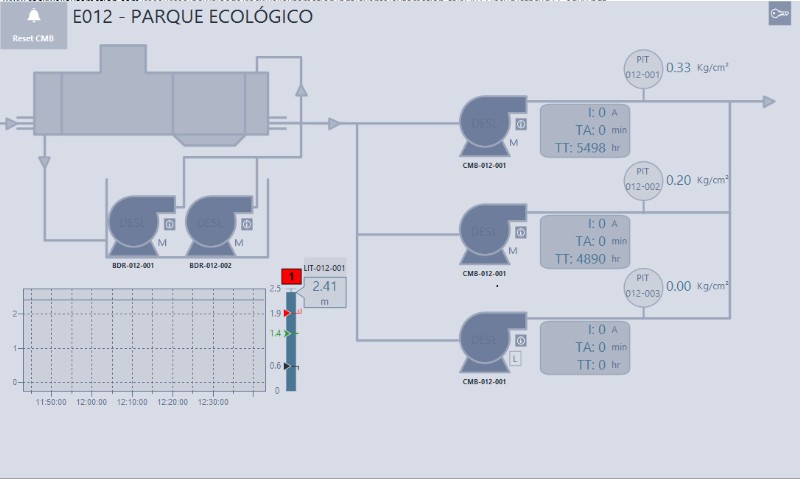 E012 - PARQUE ECOLÓGICO
Reset CMB
PIT
012-001
0.33 Kg/cm²
DESL
M
CMB-012-001
I: 0 A
TA: 0 min
TT: 5498 hr
PIT
012-002
0.20 Kg/cm²
DESL
M
CMB-012-001
I: 0 A
TA: 0 min
TT: 4890 hr
PIT
012-003
0.00 Kg/cm²
DESL
L
CMB-012-001
I: 0 A
TA: 0 min
TT: 0 hr
DESL
M
BDR-012-001
DESL
M
BDR-012-002
1
LIT-012-001
2.41
m
2.5
1.9
1.4
0.6
0
2
1
0
11:50:00 12:00:00 12:10:00 12:20:00 12:30:00